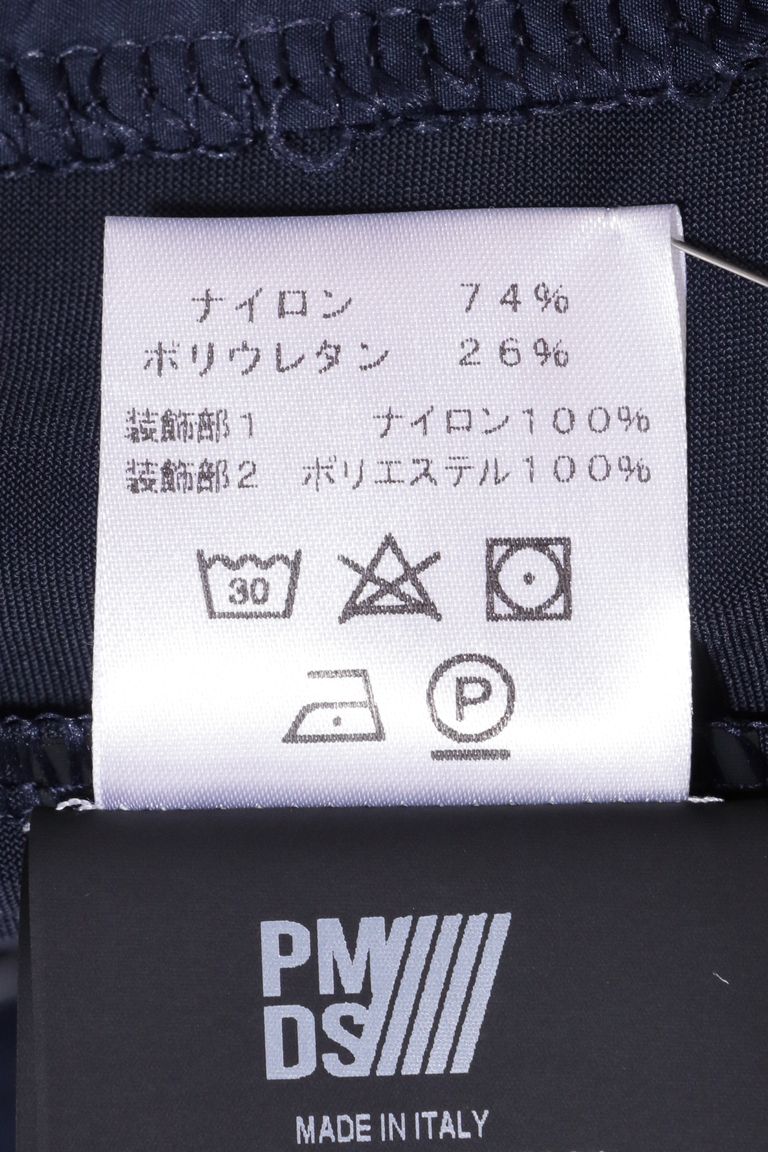 ナイロン 74%
ポリウレタン 26%
装飾部1 ナイロン100%
装飾部2 ポリエステル100%
30
P
PM
DS
MADE IN ITALY